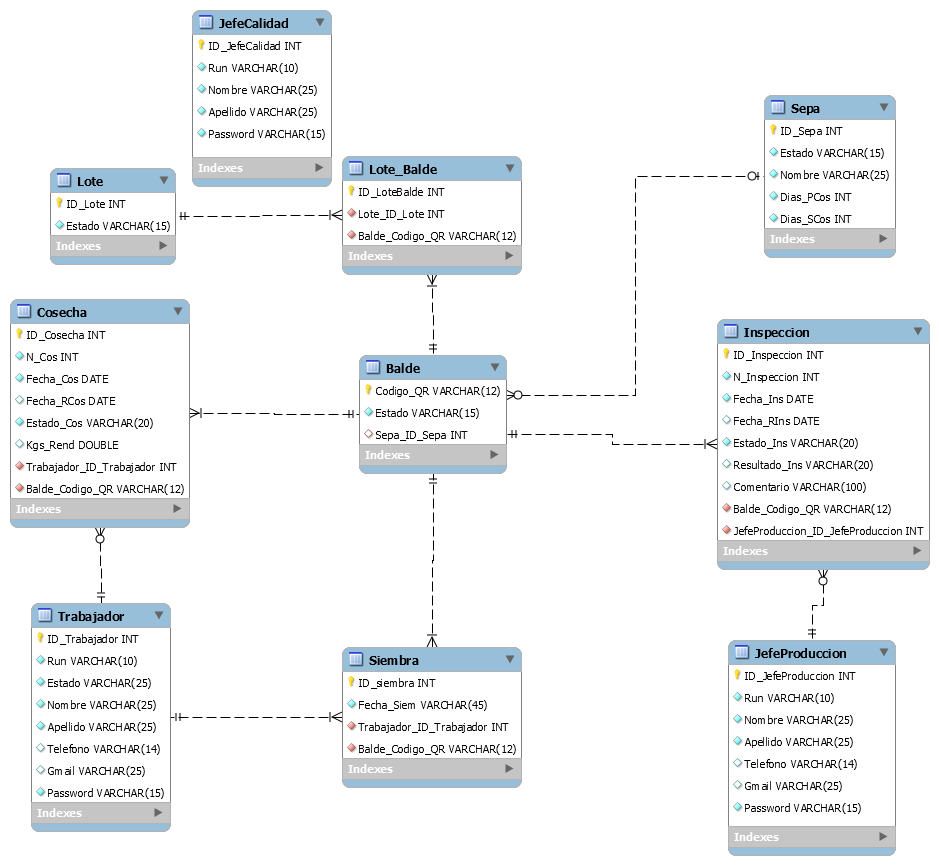 JefeCalidad
ID_JefeCalidad INT
Run VARCHAR(10)
Nombre VARCHAR(25)
Apellido VARCHAR(25)
Password VARCHAR(15)
Indexes
Sepa
ID_Sepa INT
Estado VARCHAR(15)
Nombre VARCHAR(25)
Dias_PCos INT
Dias_SCos INT
Indexes
Lote
ID_Lote INT
Estado VARCHAR(15)
Indexes
Lote_Balde
ID_LoteBalde INT
Lote_ID_Lote INT
Balde_Codigo_QR VARCHAR(12)
Indexes
Cosecha
ID_Cosecha INT
N_Cos INT
Fecha_Cos DATE
Fecha_RCos DATE
Estado_Cos VARCHAR(20)
Kgs_Rend DOUBLE
Trabajador_ID_Trabajador INT
Balde_Codigo_QR VARCHAR(12)
Indexes
Balde
Codigo_QR VARCHAR(12)
Estado VARCHAR(15)
Sepa_ID_Sepa INT
Indexes
Inspeccion
ID_Inspeccion INT
N_Inspeccion INT
Fecha_Ins DATE
Fecha_RIns DATE
Estado_Ins VARCHAR(20)
Resultado_Ins VARCHAR(20)
Comentario VARCHAR(100)
Balde_Codigo_QR VARCHAR(12)
JefeProduccion_ID_JefeProduccion INT
Indexes
Trabajador
ID_Trabajador INT
Run VARCHAR(10)
Estado VARCHAR(25)
Nombre VARCHAR(25)
Apellido VARCHAR(25)
Telefono VARCHAR(14)
Gmail VARCHAR(25)
Password VARCHAR(15)
Indexes
Siembra
ID_siembra INT
Fecha_Siem VARCHAR(45)
Trabajador_ID_Trabajador INT
Balde_Codigo_QR VARCHAR(12)
Indexes
JefeProduccion
ID_JefeProduccion INT
Run VARCHAR(10)
Nombre VARCHAR(25)
Apellido VARCHAR(25)
Telefono VARCHAR(14)
Gmail VARCHAR(25)
Password VARCHAR(15)
Indexes